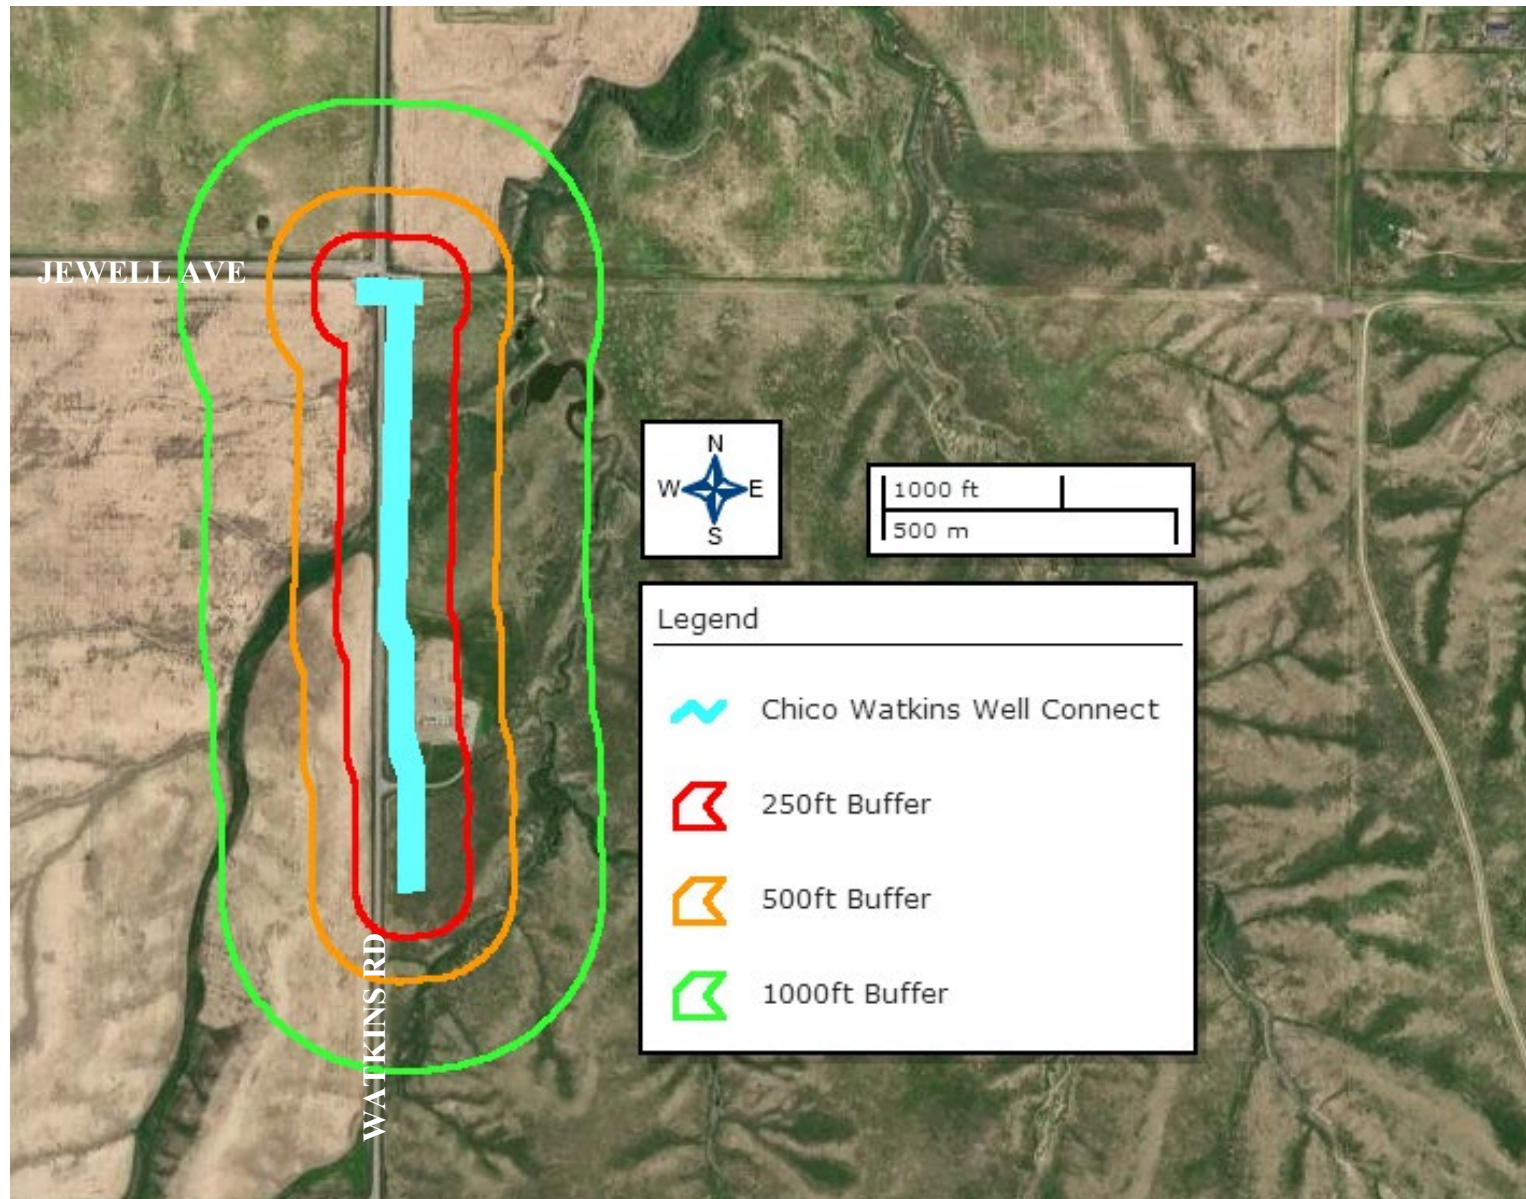 JEWELL AVE
N
W E
S
1000 ft
500 m
Legend
Chico Watkins Well Connect
250ft Buffer
500ft Buffer
1000ft Buffer
WATKINS RD